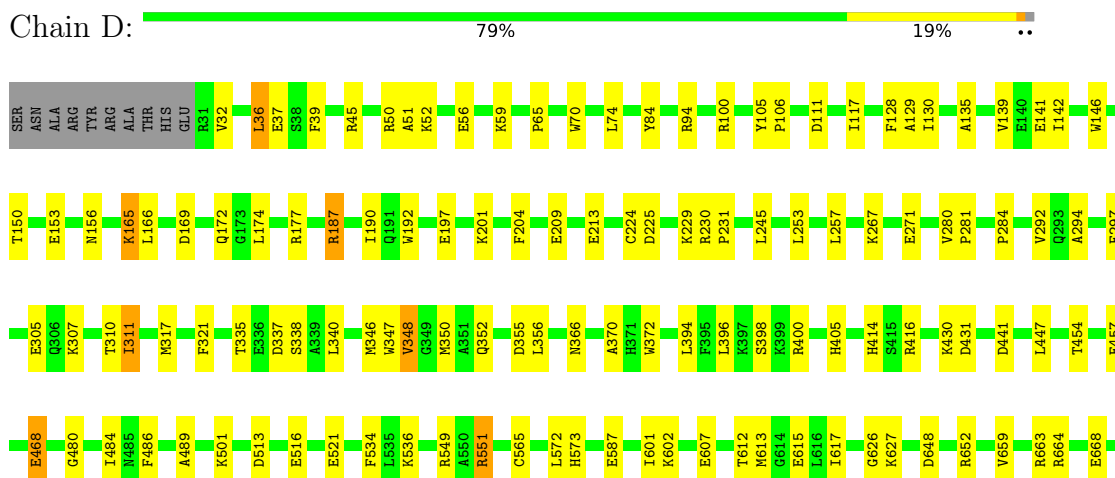 Chain D:
79% 19% ••
SER ASN ALA ARG TYR ARG ALA THR HIS GLU R31 V32 L36 E37 S38 F39 R45 R50 A51 K52 E56 K59 P65 W70 L74 Y84 R94 R100 Y105 P106 D111 I117 F128 A129 I130 A135 V139 E140 E141 I142 W146
T150 E153 N156 K165 L166 D169 Q172 G173 L174 R177 R187 I190 Q191 W192 E197 K201 F204 E209 E213 C224 D225 K229 R230 P231 L245 L253 L257 K267 E271 V280 P281 P284 V292 Q293 A294
E305 Q306 K307 T310 I311 M317 F321 T335 E336 D337 S338 A339 L340 M346 W347 V348 G349 M350 A351 Q352 D355 L356 N366 A370 H371 W372 L394 F395 L396 K397 S398 K399 R400 H405 H414 S415 R416 K430 D431 D441 L447 T454
E468 G480 I484 N485 F486 A489 K501 D513 E516 E521 F534 L535 K536 R549 A550 R551 C565 L572 H573 E587 I601 K602 E607 T612 M613 G614 E615 L616 I617 G626 K627 D648 R652 V659 R663 R664 E668